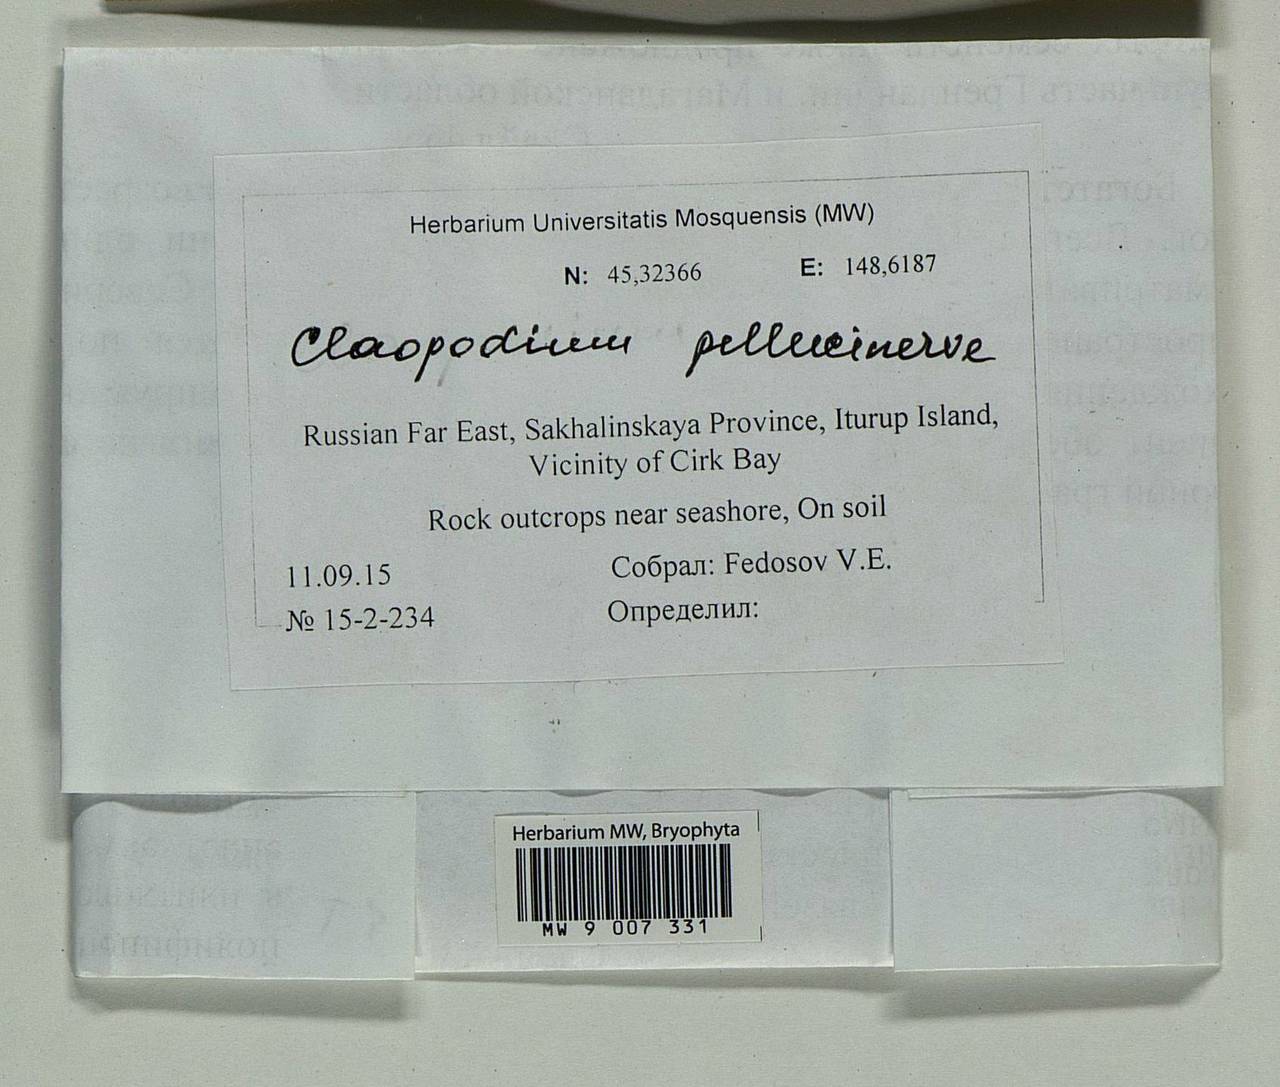 Herbarium Universitatis Mosquensis (MW)
N: 45,32366 E: 148,6187
Claopodium pellucinerve
Russian Far East, Sakhalinskaya Province, Iturup Island,
Vicinity of Cirk Bay
Rock outcrops near seashore, On soil
11.09.15 Собрал: Fedosov V.E.
№ 15-2-234 Определил:
Herbarium MW, Bryophyta
MW 9 007 331